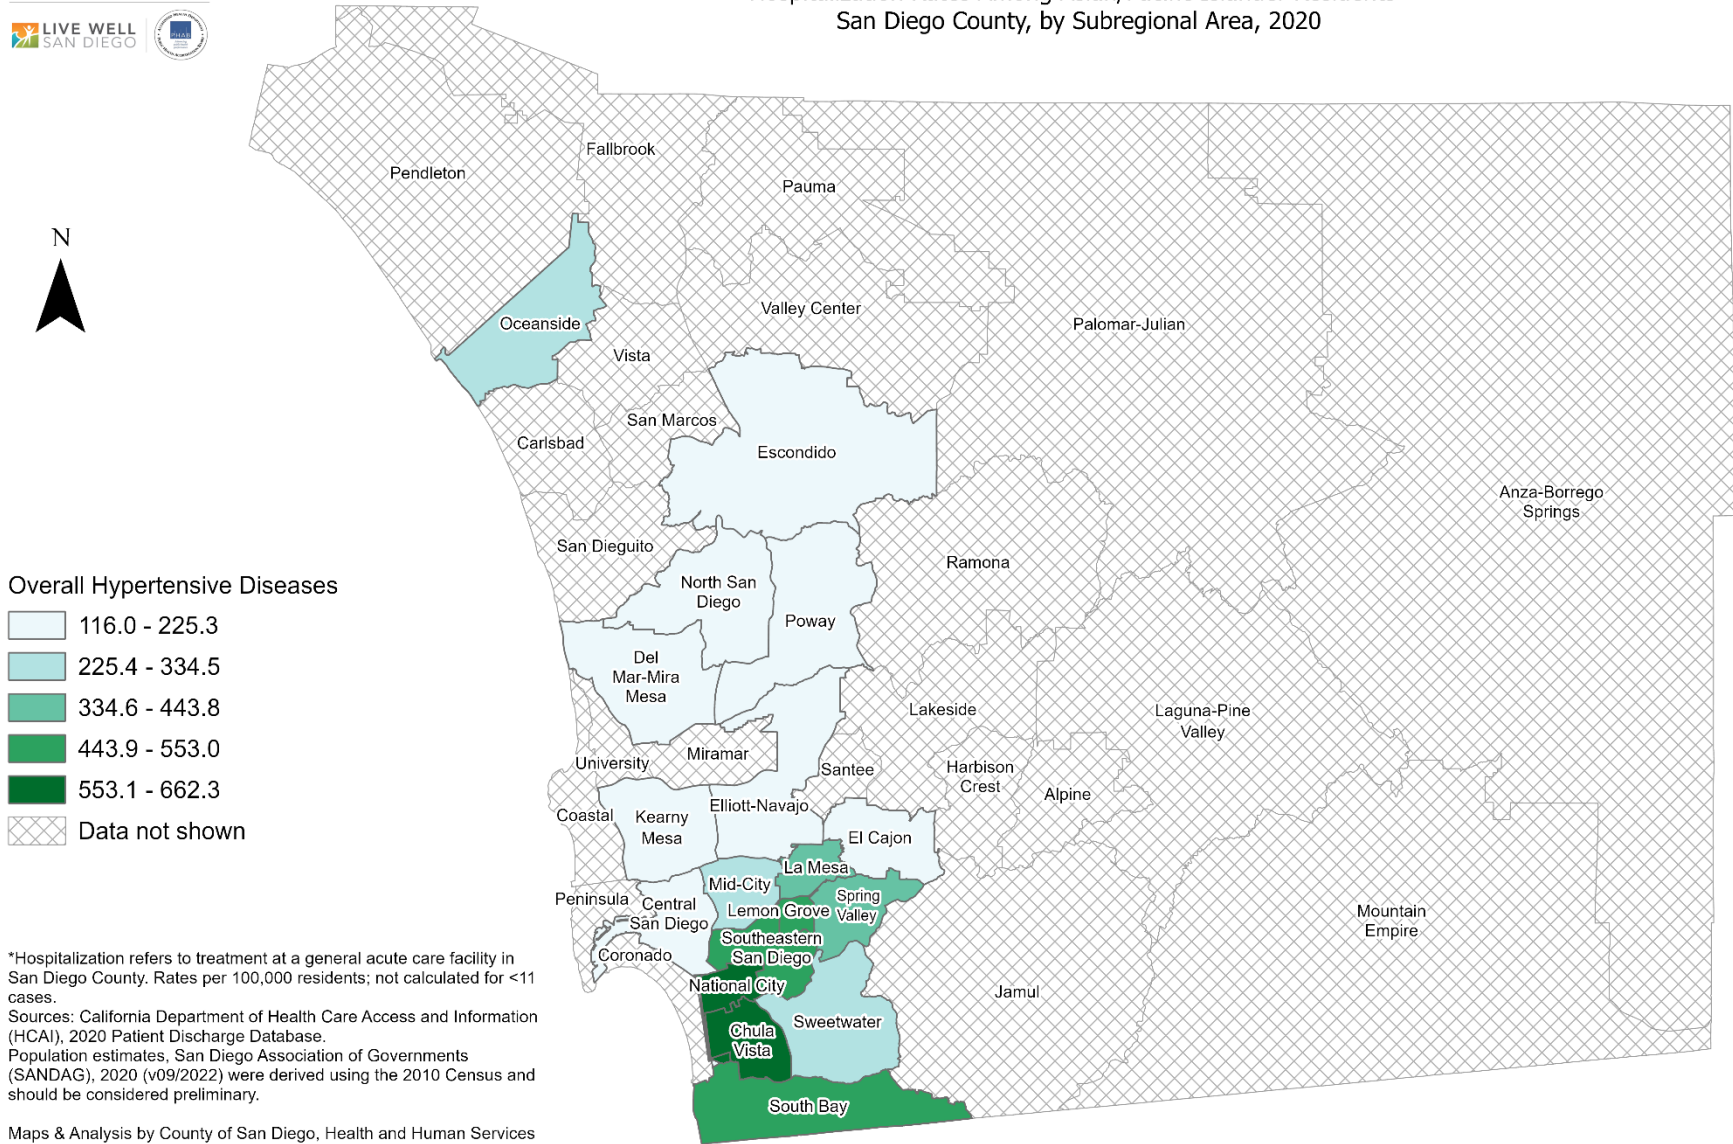 San Diego County, by Subregional Area, 2020
LIVE WELL
SAN DIEGO
PHAB
N
Pendleton
Fallbrook
Pauma
Oceanside
Valley Center
Palomar-Julian
Vista
San Marcos
Carlsbad
Escondido
Anza-Borrego
Springs
San Dieguito
Ramona
North San
Diego
Poway
Del
Mar-Mira
Mesa
Lakeside
Laguna-Pine
Valley
Miramar
University
Santee
Harbison
Crest
Alpine
Coastal
Kearny
Mesa
Elliott-Navajo
El Cajon
La Mesa
Mid-City
Peninsula
Central
San Diego
Lemon Grove
Spring
Valley
Mountain
Empire
Southeastern
San Diego
Coronado
National City
Jamul
Sweetwater
Chula
Vista
South Bay
Overall Hypertensive Diseases
116.0 - 225.3
225.4 - 334.5
334.6 - 443.8
443.9 - 553.0
553.1 - 662.3
Data not shown
*Hospitalization refers to treatment at a general acute care facility in
San Diego County. Rates per 100,000 residents; not calculated for <11
cases.
Sources: California Department of Health Care Access and Information
(HCAI), 2020 Patient Discharge Database.
Population estimates, San Diego Association of Governments
(SANDAG), 2020 (v09/2022) were derived using the 2010 Census and
should be considered preliminary.
Maps & Analysis by County of San Diego, Health and Human Services